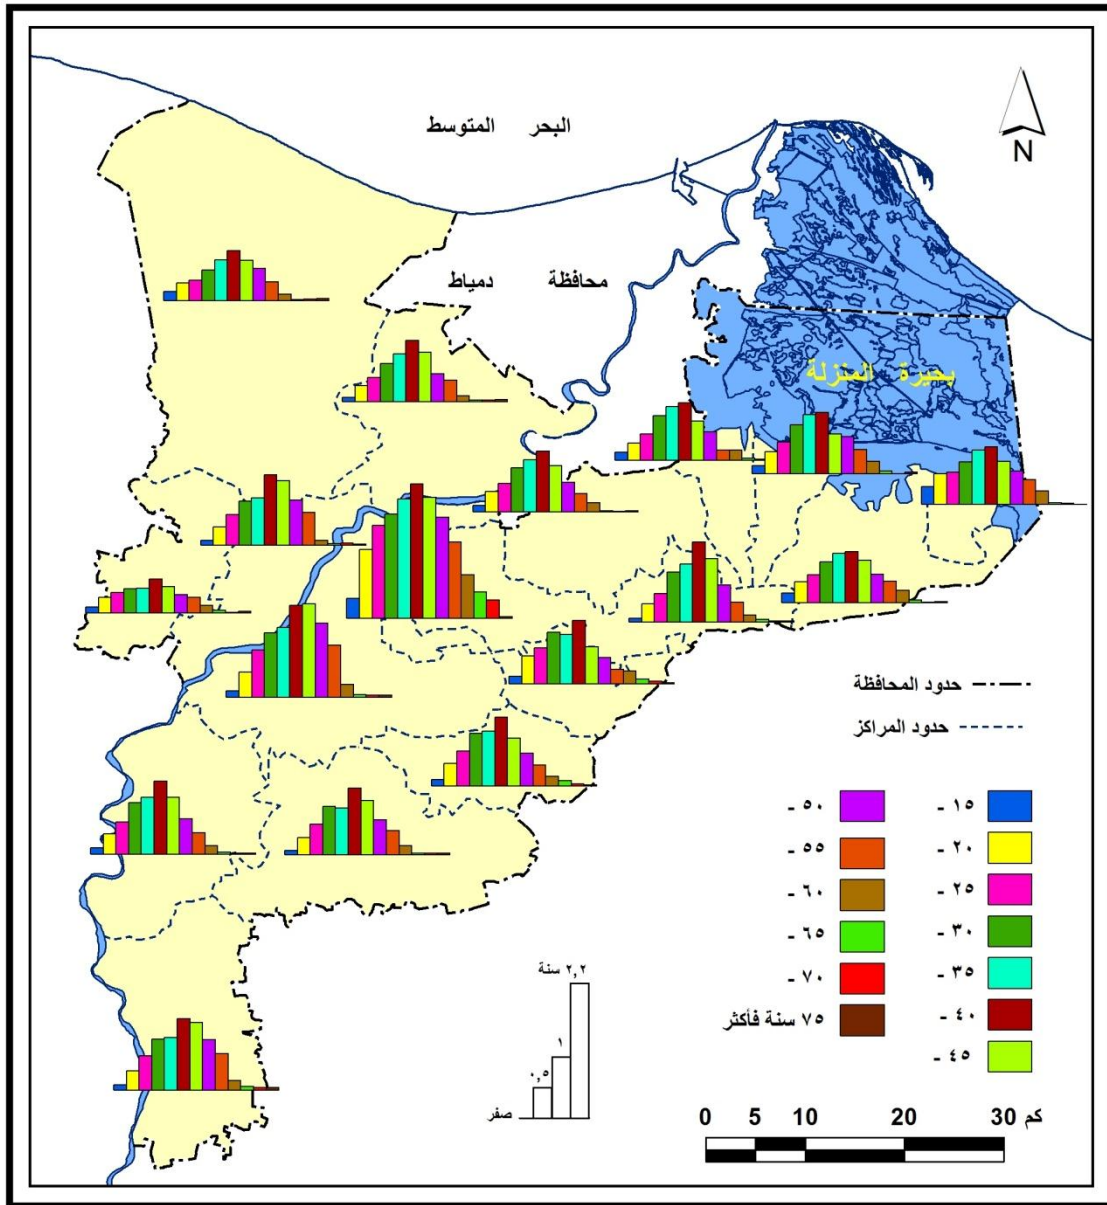 البحر المتوسط
N
محافظة دمياط
بحيرة المنزلة
حدود المحافظة
حدود المراكز
١٥ -
٢٠ -
٢٥ -
٣٠ -
٣٥ -
٤٠ -
٤٥ -
٥٠ -
٥٥ -
٦٠ -
٦٥ -
٧٠ -
٧٥ سنة فأكثر
٢,٢ سنة
١
٠,٥
صفر
0 5 10 20 30 كم